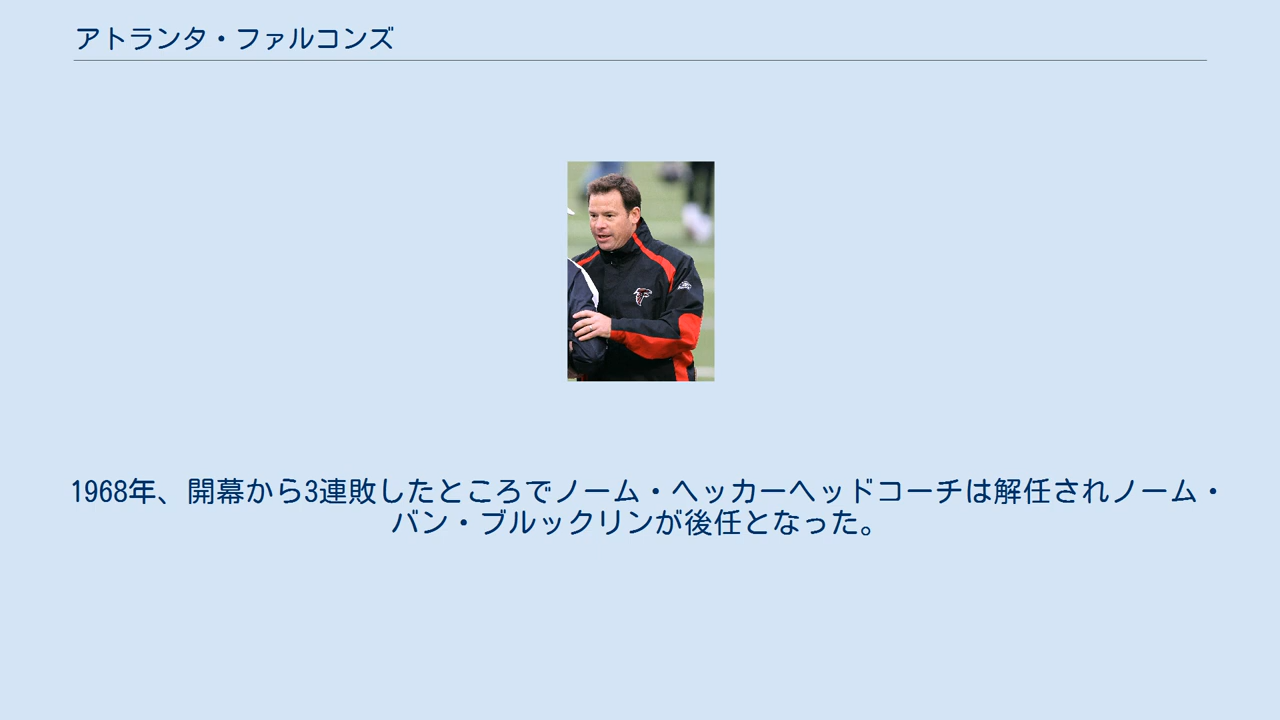 アトランタ・ファルコンズ
1968年、開幕から3連敗したところでノーム・ヘッカーヘッドコーチは解任されノーム・
バン・ブルックリンが後任となった。